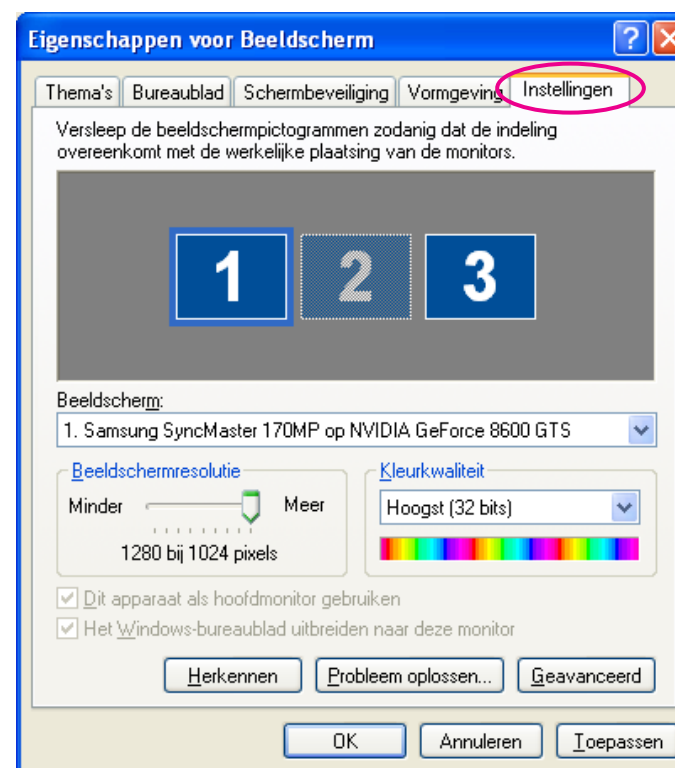 Eigenschappen voor Beeldscherm
Thema's Bureaublad Schermbeveiliging Vormgeving Instellingen
Versleep de beeldschermpictogrammen zodanig dat de indeling
overeenkomt met de werkelijke plaatsing van de monitors.
1 2 3
Beeldscherm:
1. Samsung SyncMaster 170MP op NVIDIA GeForce 8600 GTS
Beeldschermresolutie Kleurkwaliteit
Minder Meer Hoogst (32 bits)
1280 bij 1024 pixels
Dit apparaat als hoofdmonitor gebruiken
Het Windows-bureaublad uitbreiden naar deze monitor
Herkennen Probleem oplossen... Geavanceerd
OK Annuleren Toepassen